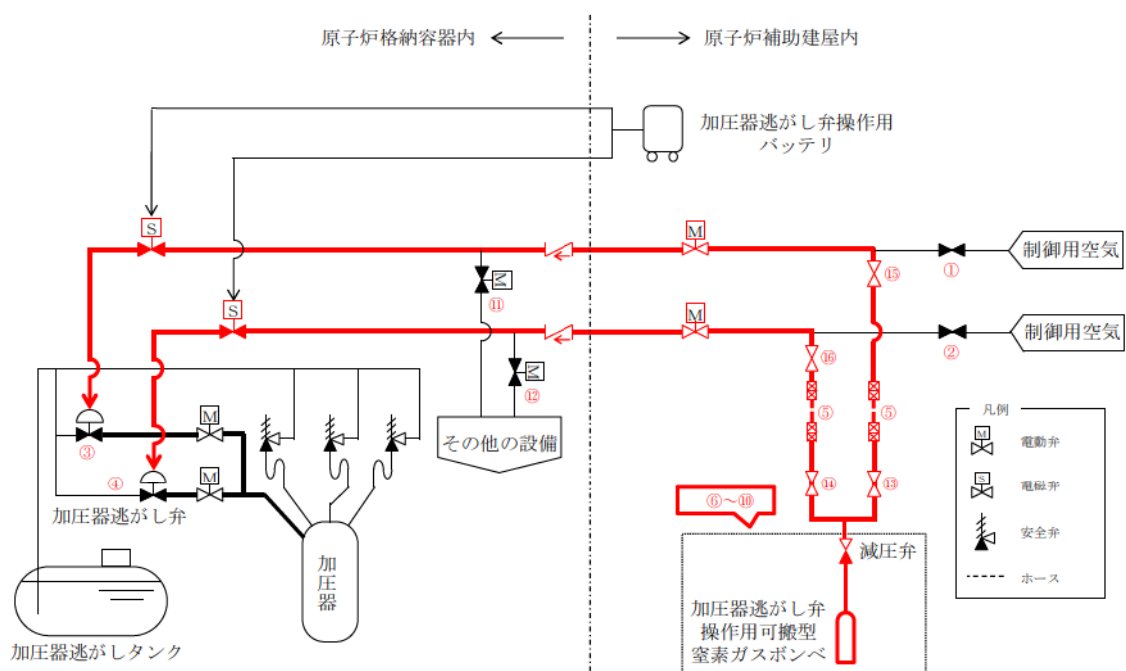 原子炉格納容器内
原子炉補助建屋内
加圧器逃がし弁操作用
バッテリ
S
M
制御用空気
①
⑮
M
⑪
S
M
制御用空気
②
⑯
M
⑫
⑤
⑤
その他の設備
凡例
M
電動弁
S
電磁弁
安全弁
ホース
M
③
④
M
加圧器逃がし弁
⑭
⑬
⑥～⑩
減圧弁
加圧器
加圧器逃がし弁
操作用可搬型
窒素ガスボンベ
加圧器逃がしタンク